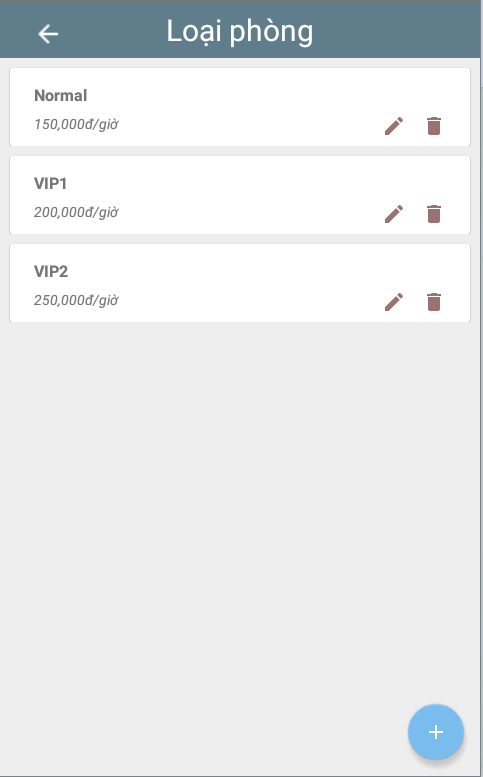 Loại phòng
Normal
150,000đ/giờ
VIP1
200,000đ/giờ
VIP2
250,000đ/giờ